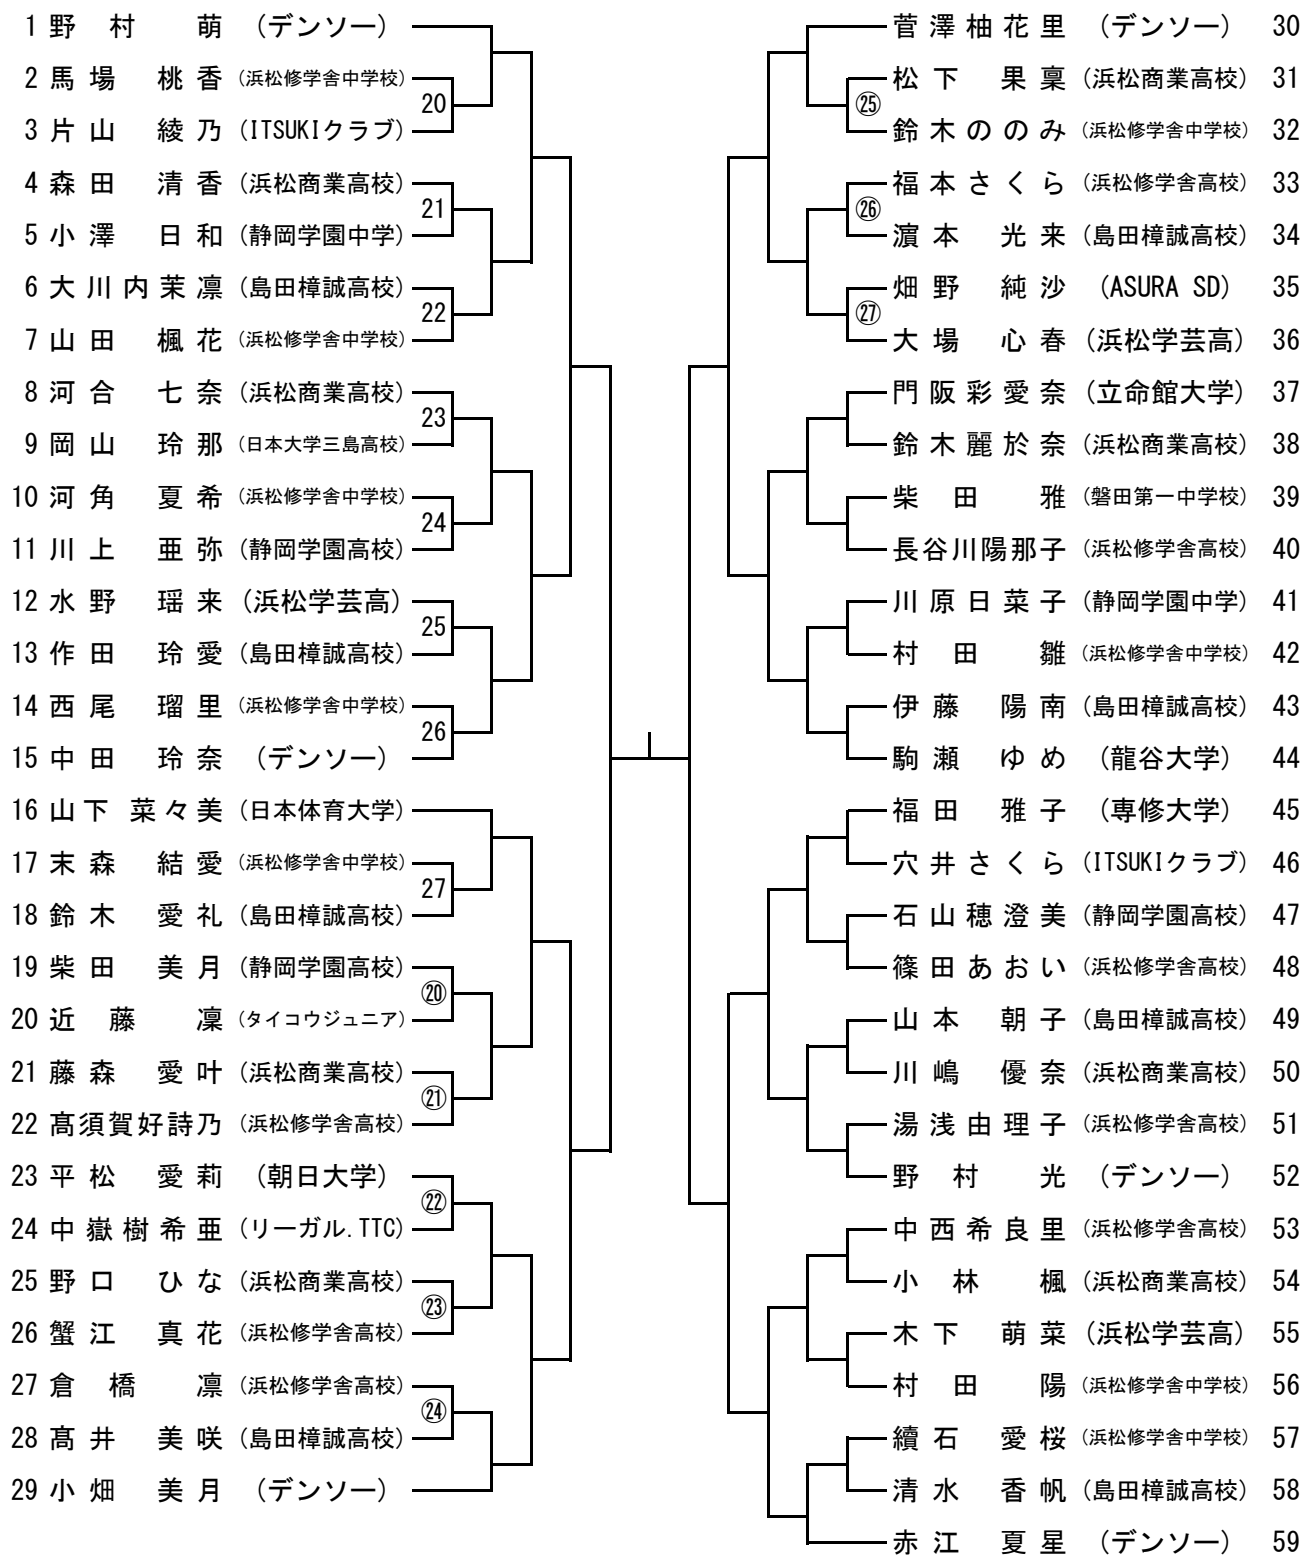 1 野村 萌 (デンソー)
2 馬場 桃香 (浜松修学舎中学校)
20
3 片山 綾乃 (ITSUKIクラブ)
4 森田 清香 (浜松商業高校)
21
5 小澤 日和 (静岡学園中学)
6 大川内茉凛 (島田樟誠高校)
22
7 山田 楓花 (浜松修学舎中学校)
8 河合 七奈 (浜松商業高校)
23
9 岡山 玲那 (日本大学三島高校)
10 河角 夏希 (浜松修学舎中学校)
24
11 川上 亜弥 (静岡学園高校)
12 水野 瑶来 (浜松学芸高)
25
13 作田 玲愛 (島田樟誠高校)
14 西尾 瑠里 (浜松修学舎中学校)
26
15 中田 玲奈 (デンソー)
16 山下 菜々美 (日本体育大学)
17 末森 結愛 (浜松修学舎中学校)
27
18 鈴木 愛礼 (島田樟誠高校)
19 柴田 美月 (静岡学園高校)
⑳
20 近藤 凜 (タイコウジュニア)
21 藤森 愛叶 (浜松商業高校)
㉑
22 髙須賀好詩乃 (浜松修学舎高校)
23 平松 愛莉 (朝日大学)
㉒
24 中嶽樹希亜 (リーガル.TTC)
25 野口 ひな (浜松商業高校)
㉓
26 蟹江 真花 (浜松修学舎高校)
27 倉橋 凛 (浜松修学舎高校)
㉔
28 髙井 美咲 (島田樟誠高校)
29 小畑 美月 (デンソー)
菅澤柚花里 (デンソー) 30
松下 果稟 (浜松商業高校) 31
㉕
鈴木ののみ (浜松修学舎中学校) 32
福本さくら (浜松修学舎高校) 33
㉖
濵本 光来 (島田樟誠高校) 34
畑野 純沙 (ASURA SD) 35
㉗
大場 心春 (浜松学芸高) 36
門阪彩愛奈 (立命館大学) 37
鈴木麗於奈 (浜松商業高校) 38
柴田 雅 (磐田第一中学校) 39
長谷川陽那子 (浜松修学舎高校) 40
川原日菜子 (静岡学園中学) 41
村田 雛 (浜松修学舎中学校) 42
伊藤 陽南 (島田樟誠高校) 43
駒瀬 ゆめ (龍谷大学) 44
福田 雅子 (専修大学) 45
穴井さくら (ITSUKIクラブ) 46
石山穂澄美 (静岡学園高校) 47
篠田あおい (浜松修学舎高校) 48
山本 朝子 (島田樟誠高校) 49
川嶋 優奈 (浜松商業高校) 50
湯浅由理子 (浜松修学舎高校) 51
野村 光 (デンソー) 52
中西希良里 (浜松修学舎高校) 53
小林 楓 (浜松商業高校) 54
木下 萌菜 (浜松学芸高) 55
村田 陽 (浜松修学舎中学校) 56
續石 愛桜 (浜松修学舎中学校) 57
清水 香帆 (島田樟誠高校) 58
赤江 夏星 (デンソー) 59